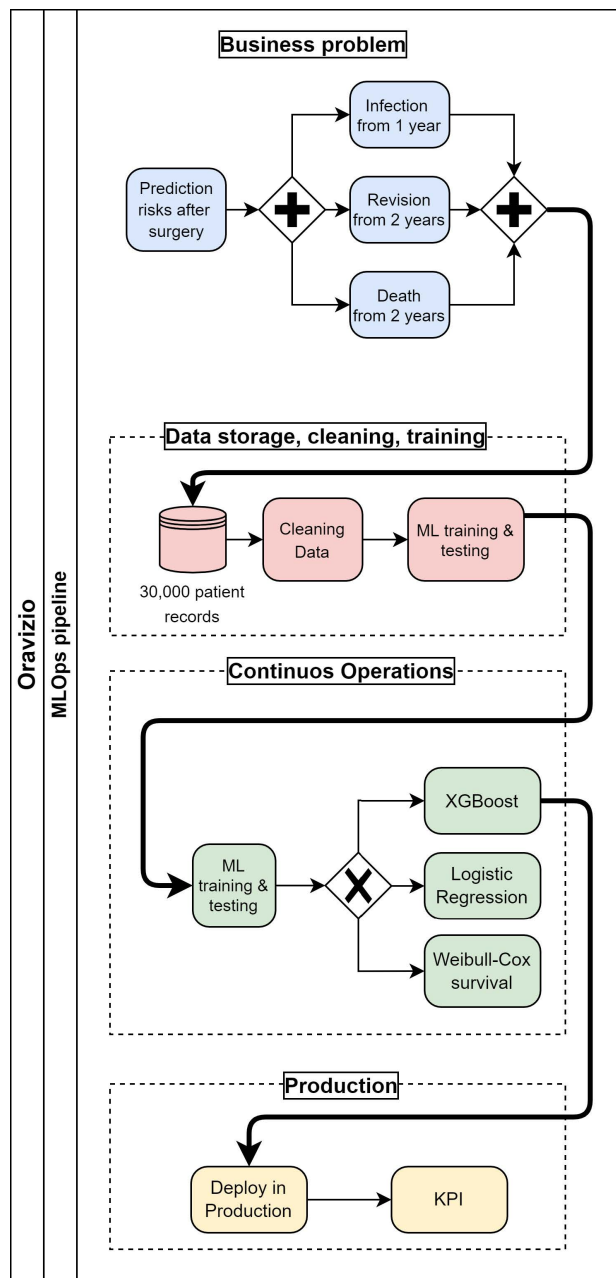 Oravizio
MLOps pipeline
Business problem
Prediction
risks after
surgery
Infection
from 1 year
Revision
from 2 years
Death
from 2 years
Data storage, cleaning, training
30,000 patient
records
Cleaning
Data
ML training &
testing
Continuos Operations
ML
training &
testing
XGBoost
Logistic
Regression
Weibull-Cox
survival
Production
Deploy in
Production
KPI